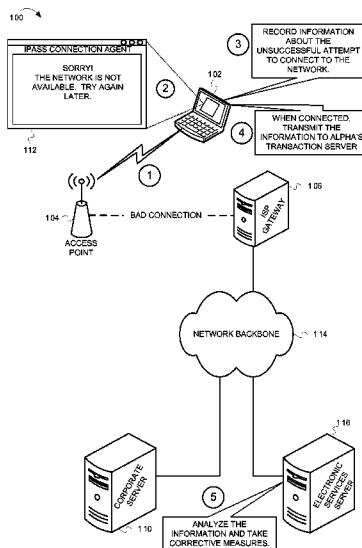 100
IPASS CONNECTION AGENT
SORRY!
THE NETWORK IS NOT
AVAILABLE. TRY AGAIN
LATER.
112
2
102
3
RECORD INFORMATION
ABOUT THE
UNSUCCESSFUL ATTEMPT
TO CONNECT TO THE
NETWORK.
4
WHEN CONNECTED,
TRANSMIT THE
INFORMATION TO ALPHA'S
TRANSACTION SERVER
1
104
ACCESS
POINT
BAD CONNECTION
106
ISP
GATEWAY
NETWORK BACKBONE
114
CORPORATE
SERVER
110
116
ELECTRONIC
SERVICES
SERVER
5
ANALYZE THE
INFORMATION AND TAKE
CORRECTIVE MEASURES.